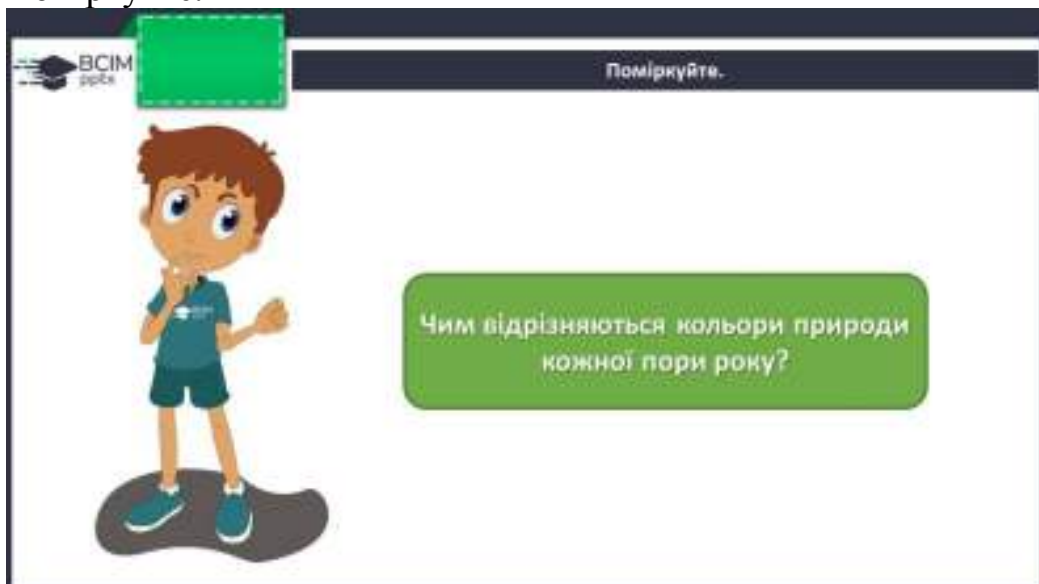 ВСІМ
pptx
Поміркуйте.
Чим відрізняються кольори природи
кожної пори року?